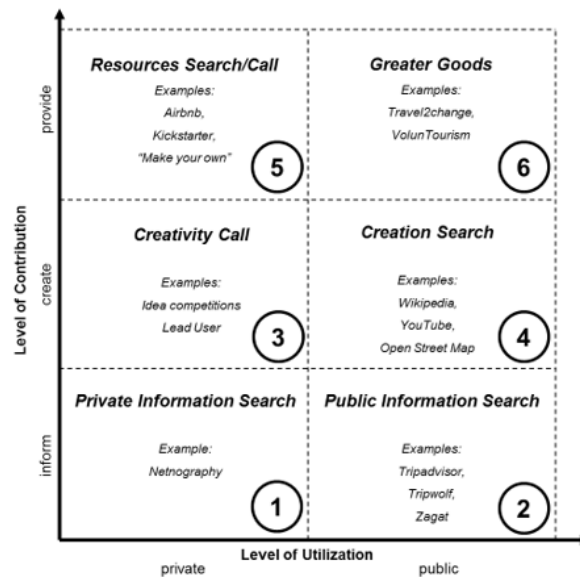 Resources Search/Call
Examples:
Airbnb,
Kickstarter,
"Make your own"
5
Greater Goods
Examples:
Travel2change,
VolunTourism
6
Creativity Call
Examples:
Idea competitions
Lead User
3
Creation Search
Examples:
Wikipedia,
YouTube,
Open Street Map
4
Private Information Search
Example:
Netnography
1
Public Information Search
Examples:
Tripadvisor,
Tripwolf,
Zagat
2
Level of Contribution
provide
create
inform
Level of Utilization
private
public